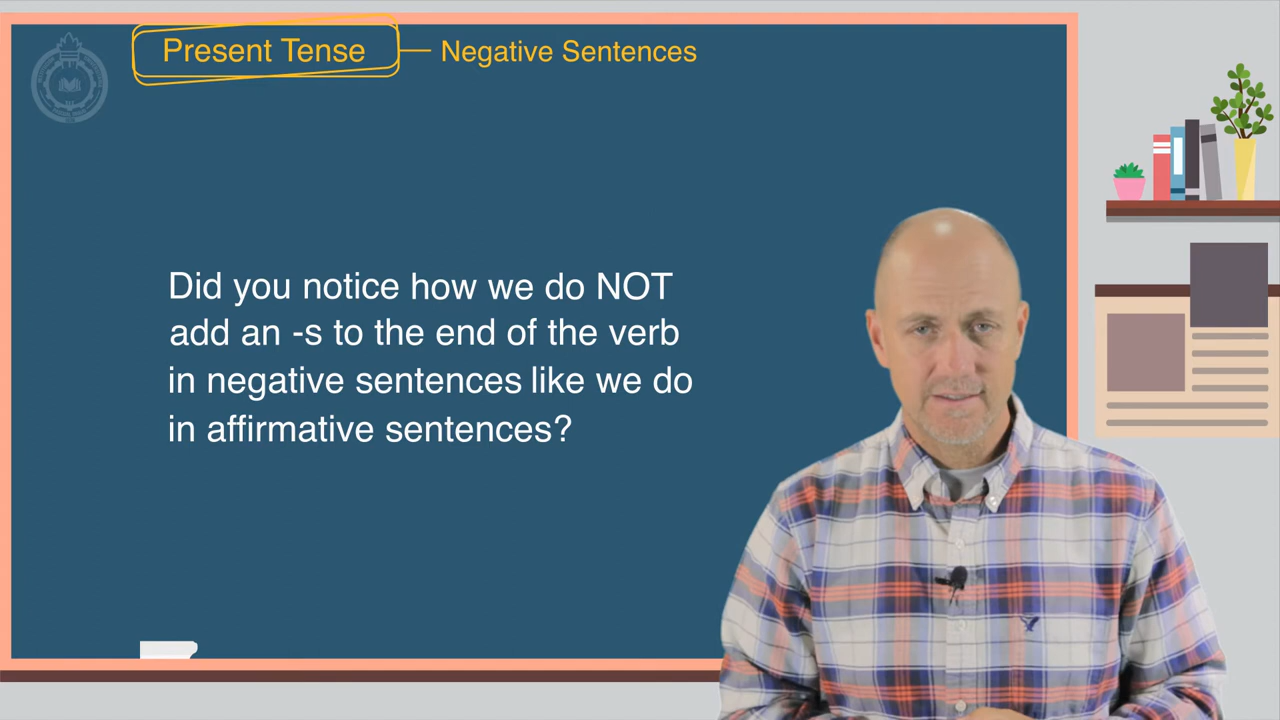 Present Tense
Negative Sentences
Did you notice how we do NOT
add an -s to the end of the verb
in negative sentences like we do
in affirmative sentences?